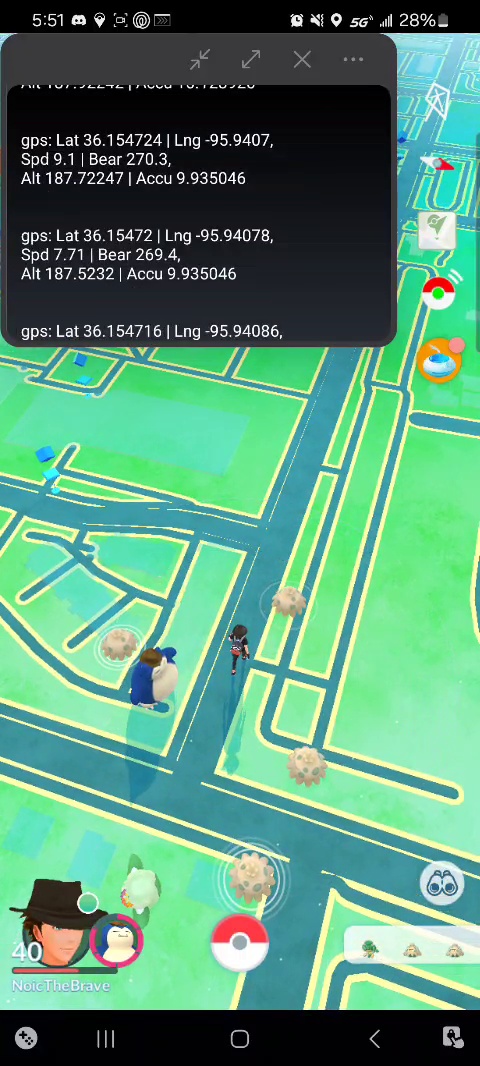 5:51
5G
28%
gps: Lat 36.154724 | Lng -95.9407,
Spd 9.1 | Bear 270.3,
Alt 187.72247 | Accu 9.935046
gps: Lat 36.15472 | Lng -95.94078,
Spd 7.71 | Bear 269.4,
Alt 187.5232 | Accu 9.935046
gps: Lat 36.154716 | Lng -95.94086,
40
NoicTheBrave